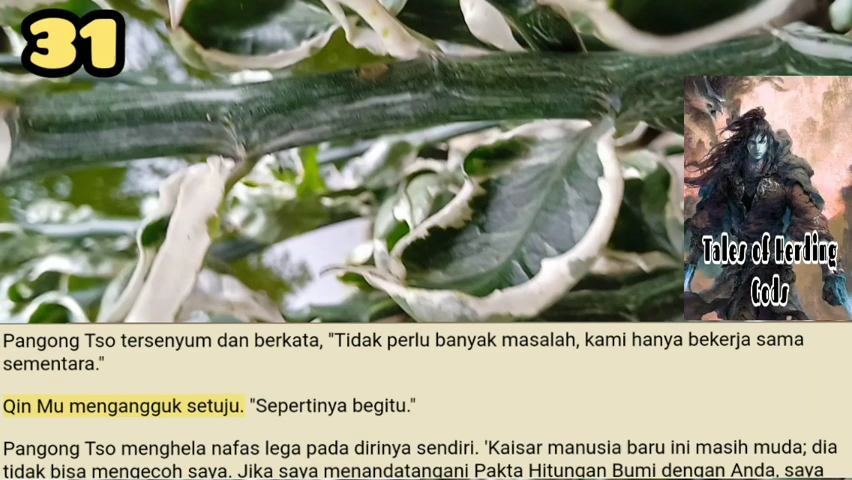 31
Tales of Herding
Gods
Pangong Tso tersenyum dan berkata, "Tidak perlu banyak masalah, kami hanya bekerja sama
sementara."
Qin Mu mengangguk setuju. "Sepertinya begitu."
Pangong Tso menghela nafas lega pada dirinya sendiri. 'Kaisar manusia baru ini masih muda; dia
tidak bisa mengecoh saya. Jika saya menandatangani Pakta Hitungan Bumi dengan Anda, saya